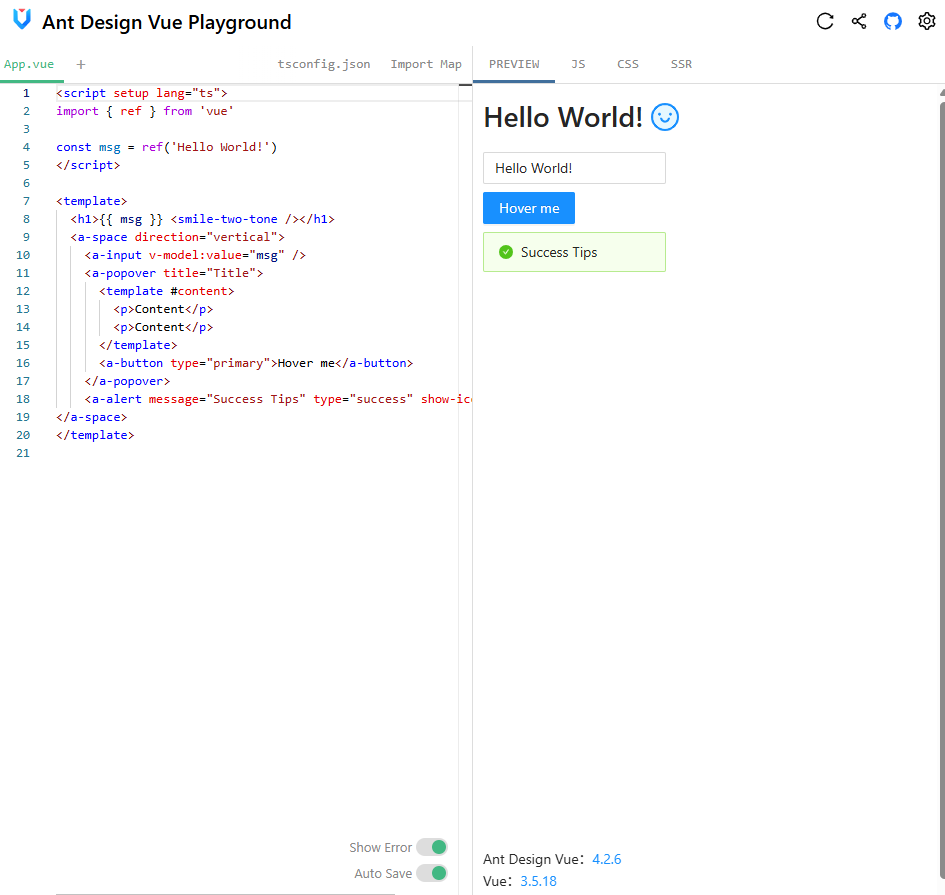 Ant Design Vue Playground
App.vue + tsconfig.json Import Map
PREVIEW JS CSS SSR
1 <script setup lang="ts">
2 import { ref } from 'vue'
3
4 const msg = ref('Hello World!')
5 </script>
6
7 <template>
8   <h1>{{ msg }} <smile-two-tone /></h1>
9   <a-space direction="vertical">
10     <a-input v-model:value="msg" />
11     <a-popover title="Title">
12       <template #content>
13         <p>Content</p>
14         <p>Content</p>
15       </template>
16       <a-button type="primary">Hover me</a-button>
17     </a-popover>
18     <a-alert message="Success Tips" type="success" show-ico
19 </a-space>
20 </template>
21
Show Error
Auto Save
Hello World!
Hello World!
Hover me
Success Tips
Ant Design Vue: 4.2.6
Vue: 3.5.18